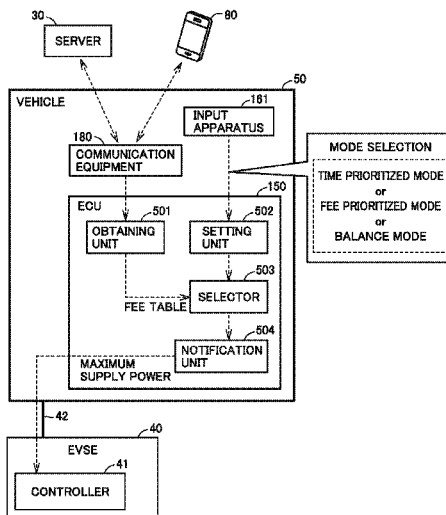 30
80
SERVER
50
VEHICLE
161
INPUT
APPARATUS
180
COMMUNICATION
EQUIPMENT
MODE SELECTION
TIME PRIORITIZED MODE
or
FEE PRIORITIZED MODE
or
BALANCE MODE
150
ECU
501
502
OBTAINING
UNIT
SETTING
UNIT
503
SELECTOR
FEE TABLE
504
NOTIFICATION
UNIT
MAXIMUM
SUPPLY POWER
42
40
EVSE
41
CONTROLLER